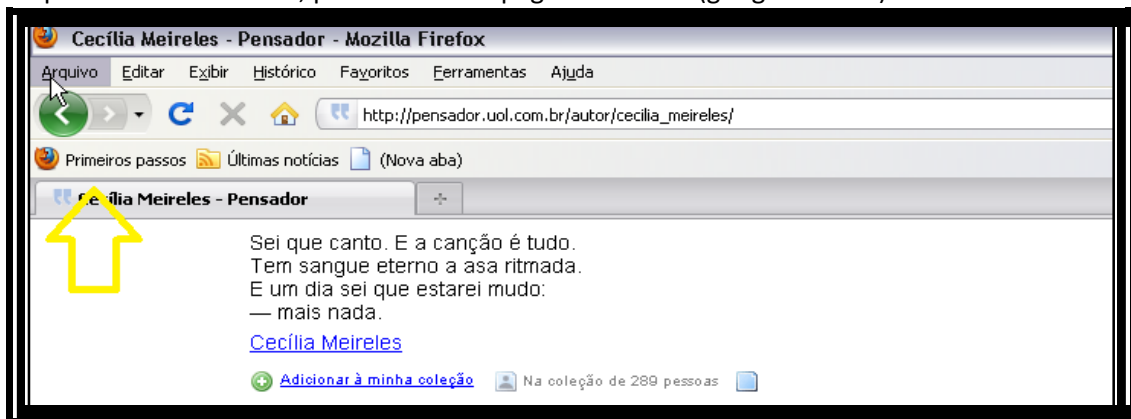 Cecília Meireles - Pensador - Mozilla Firefox
Arquivo Editar Exibir Histórico Favoritos Ferramentas Ajuda
http://pensador.uol.com.br/autor/cecilia_meireles/
Primeiros passos Últimas notícias (Nova aba)
Cecília Meireles - Pensador
Sei que canto. E a canção é tudo.
Tem sangue eterno a asa ritmada.
E um dia sei que estarei mudo:
— mais nada.
Cecília Meireles
Adicionar à minha coleção Na coleção de 289 pessoas